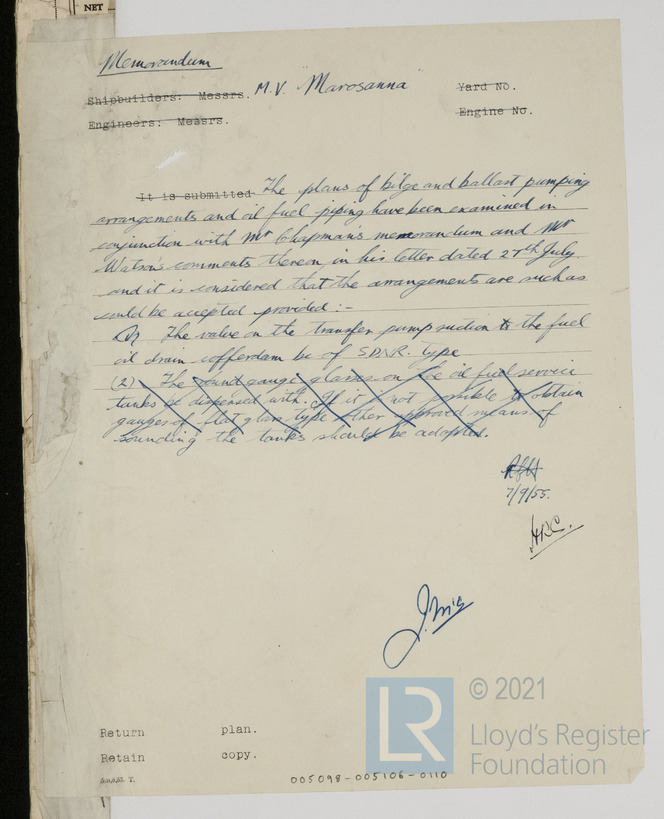 NET
Memorandum
Shipbuilders: Messrs. M.V. "Marosanna" Yard No.
Engineers: Messrs. Engine No.
It is submitted The plans of bilge and ballast pumping
arrangements and oil fuel piping have been examined in
conjunction with Mr Chapman's memorandum and Mr
Watson's comments thereon in his letter dated 27th July
and it is considered that the arrangements are such as
could be accepted provided :-
(1) The valve on the transfer pump suction to the fuel
oil drain cofferdam be of S.D.N.R. type
(2) The round gauge glasses on the oil fuel service
tanks be dispensed with. If it is not possible to obtain
gauges of flat glass type other approved means of
sounding the tanks should be adopted.
7/9/55.
HRC.
Return plan.
Retain copy.
005098-005106-0110
LR
© 2021
Lloyd's Register
Foundation